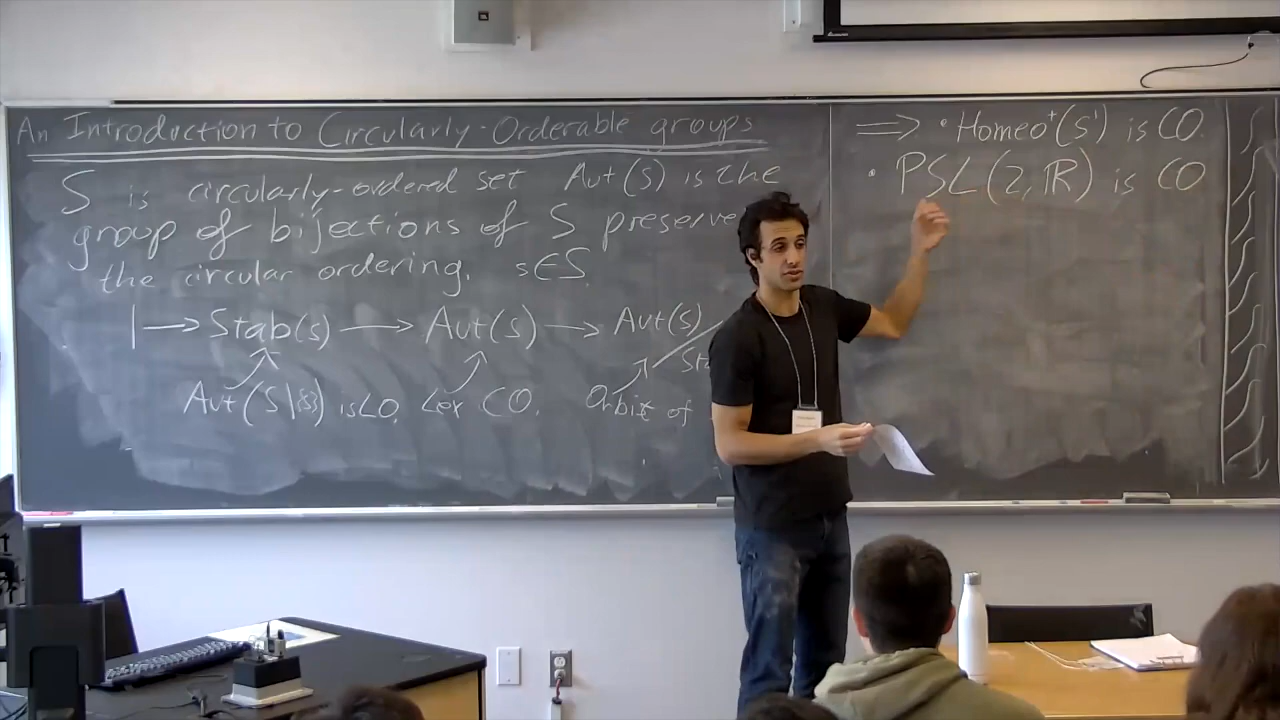 An Introduction to Circularly-Orderable groups
S is circularly-ordered set Aut(S) is the
group of bijections of S preserve
the circular ordering. s∈S.
1 → Stab(s) → Aut(S) → Aut(S)/
Aut(S\{s}) is LO. Lex CO. Orbit of
⟹ • Homeo⁺(S¹) is CO.
• PSL(2,ℝ) is CO